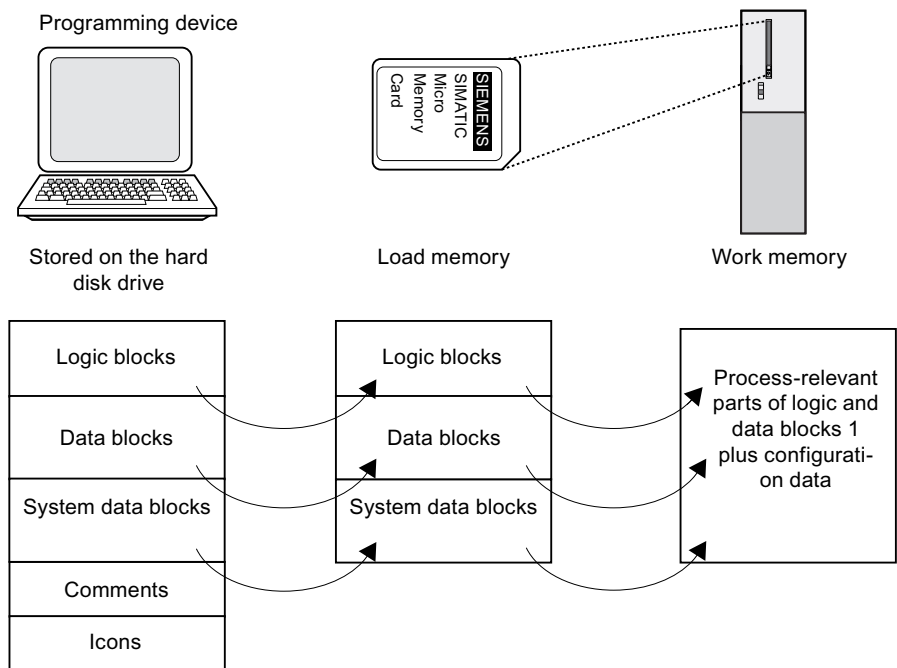 Programming device
SIEMENS
SIMATIC
Micro
Memory
Card
Stored on the hard
disk drive
Load memory
Work memory
Logic blocks
Data blocks
System data blocks
Comments
Icons
Logic blocks
Data blocks
System data blocks
Process-relevant
parts of logic and
data blocks 1
plus configurati-
on data